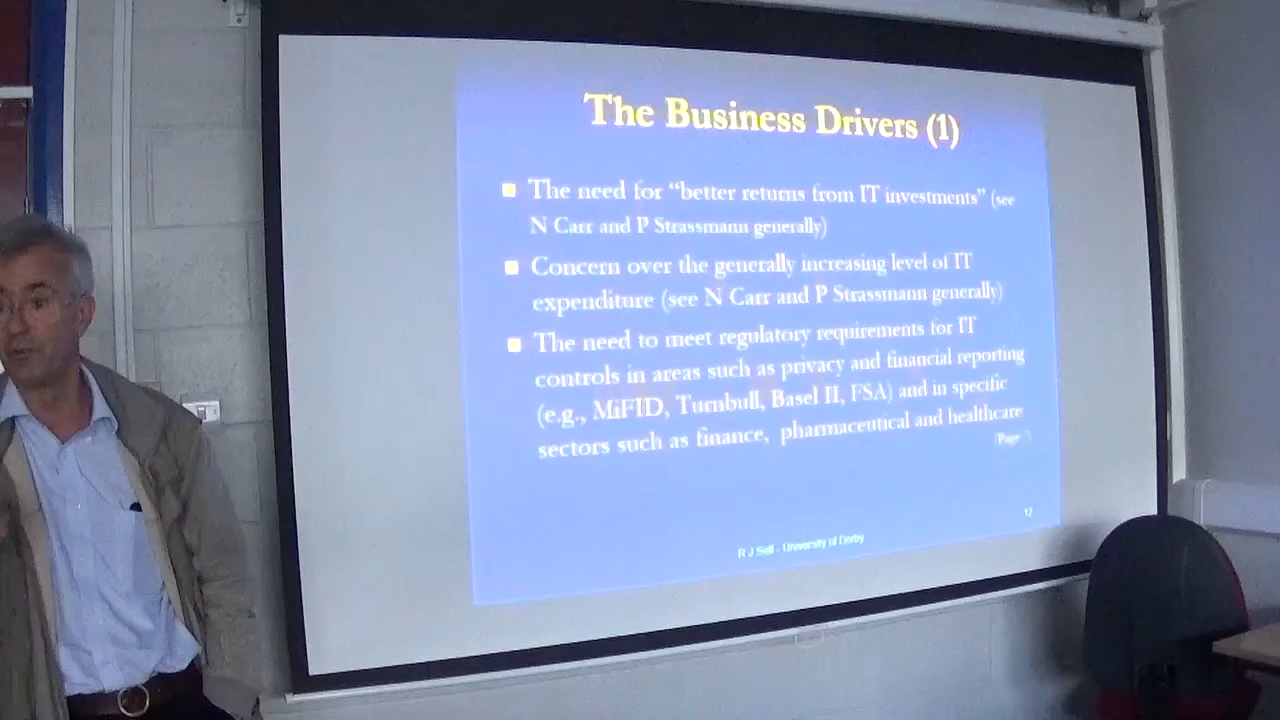 The Business Drivers (1)
The need for “better returns from IT investments” (see
N Carr and P Strassmann generally)
Concern over the generally increasing level of IT
expenditure (see N Carr and P Strassmann generally)
The need to meet regulatory requirements for IT
controls in areas such as privacy and financial reporting
(e.g., MiFID, Turnbull, Basel II, FSA) and in specific
sectors such as finance, pharmaceutical and healthcare
(Page
12
R J Sell - University of Derby